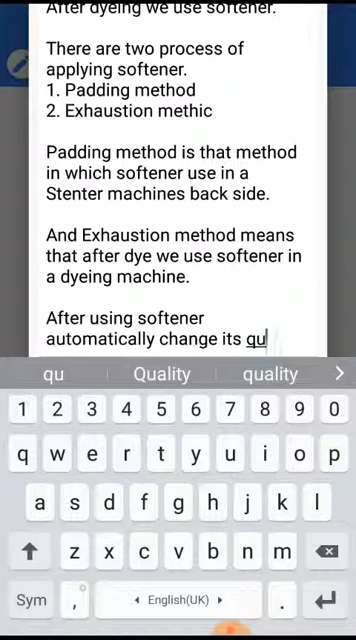 After dyeing we use softener.
There are two process of
applying softener.
1. Padding method
2. Exhaustion methic
Padding method is that method
in which softener use in a
Stenter machines back side.
And Exhaustion method means
that after dye we use softener in
a dyeing machine.
After using softener
automatically change its qu
qu Quality quality >
1 2 3 4 5 6 7 8 9 0
q w e r t y u i o p
a s d f g h j k l
z x c v b n m
Sym , English(UK) .